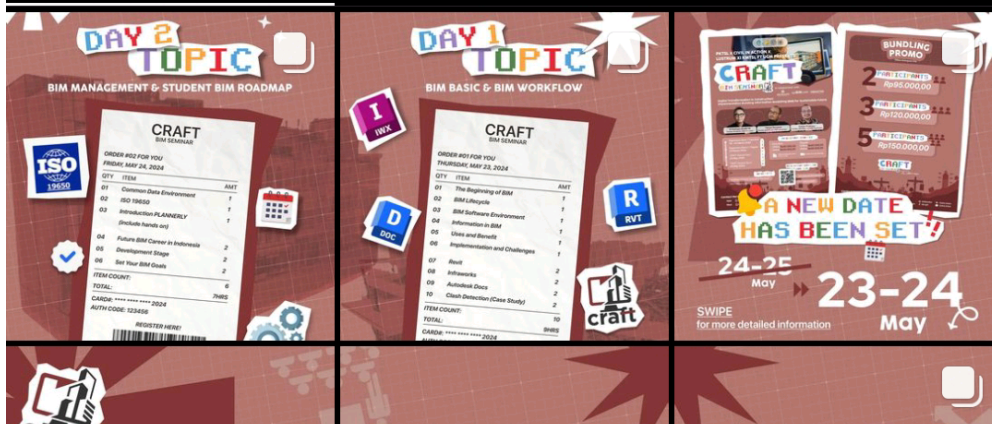 DAY 2
TOPIC
BIM MANAGEMENT & STUDENT BIM ROADMAP
ISO
19650
CRAFT
BIM SEMINAR
ORDER #02 FOR YOU
FRIDAY, MAY 24, 2024
QTY ITEM AMT
01 Common Data Environment 1
02 ISO 19650 1
03 Introduction PLANNERLY 1
(include hands on)
04 Future BIM Career in Indonesia 2
05 Development Stage 2
06 Set Your BIM Goals 2
ITEM COUNT: 6
TOTAL: 7HRS
CARD#: **** **** **** 2024
AUTH CODE: 123456
REGISTER HERE!
DAY 1
TOPIC
BIM BASIC & BIM WORKFLOW
I
IWX
D
DOC
R
RVT
CRAFT
BIM SEMINAR
ORDER #01 FOR YOU
THURSDAY, MAY 23, 2024
QTY ITEM AMT
01 The Beginning of BIM 1
02 BIM Lifecycle 1
03 BIM Software Environment 1
04 Information in BIM 1
05 Uses and Benefit 1
06 Implementation and Challenges 1
07 Revit 2
08 Infraworks 2
09 Autodesk Docs 2
10 Clash Detection (Case Study) 2
ITEM COUNT: 10
TOTAL: 9HRS
CARD#: **** **** **** 2024
craft
CRAFT
BIM SEMINAR
BUNDLING
PROMO
2 PARTICIPANTS
Rp95.000,00
3 PARTICIPANTS
Rp120.000,00
5 PARTICIPANTS
Rp150.000,00
CRAFT
A NEW DATE
HAS BEEN SET!!
24-25
May
23-24
May
SWIPE
for more detailed information